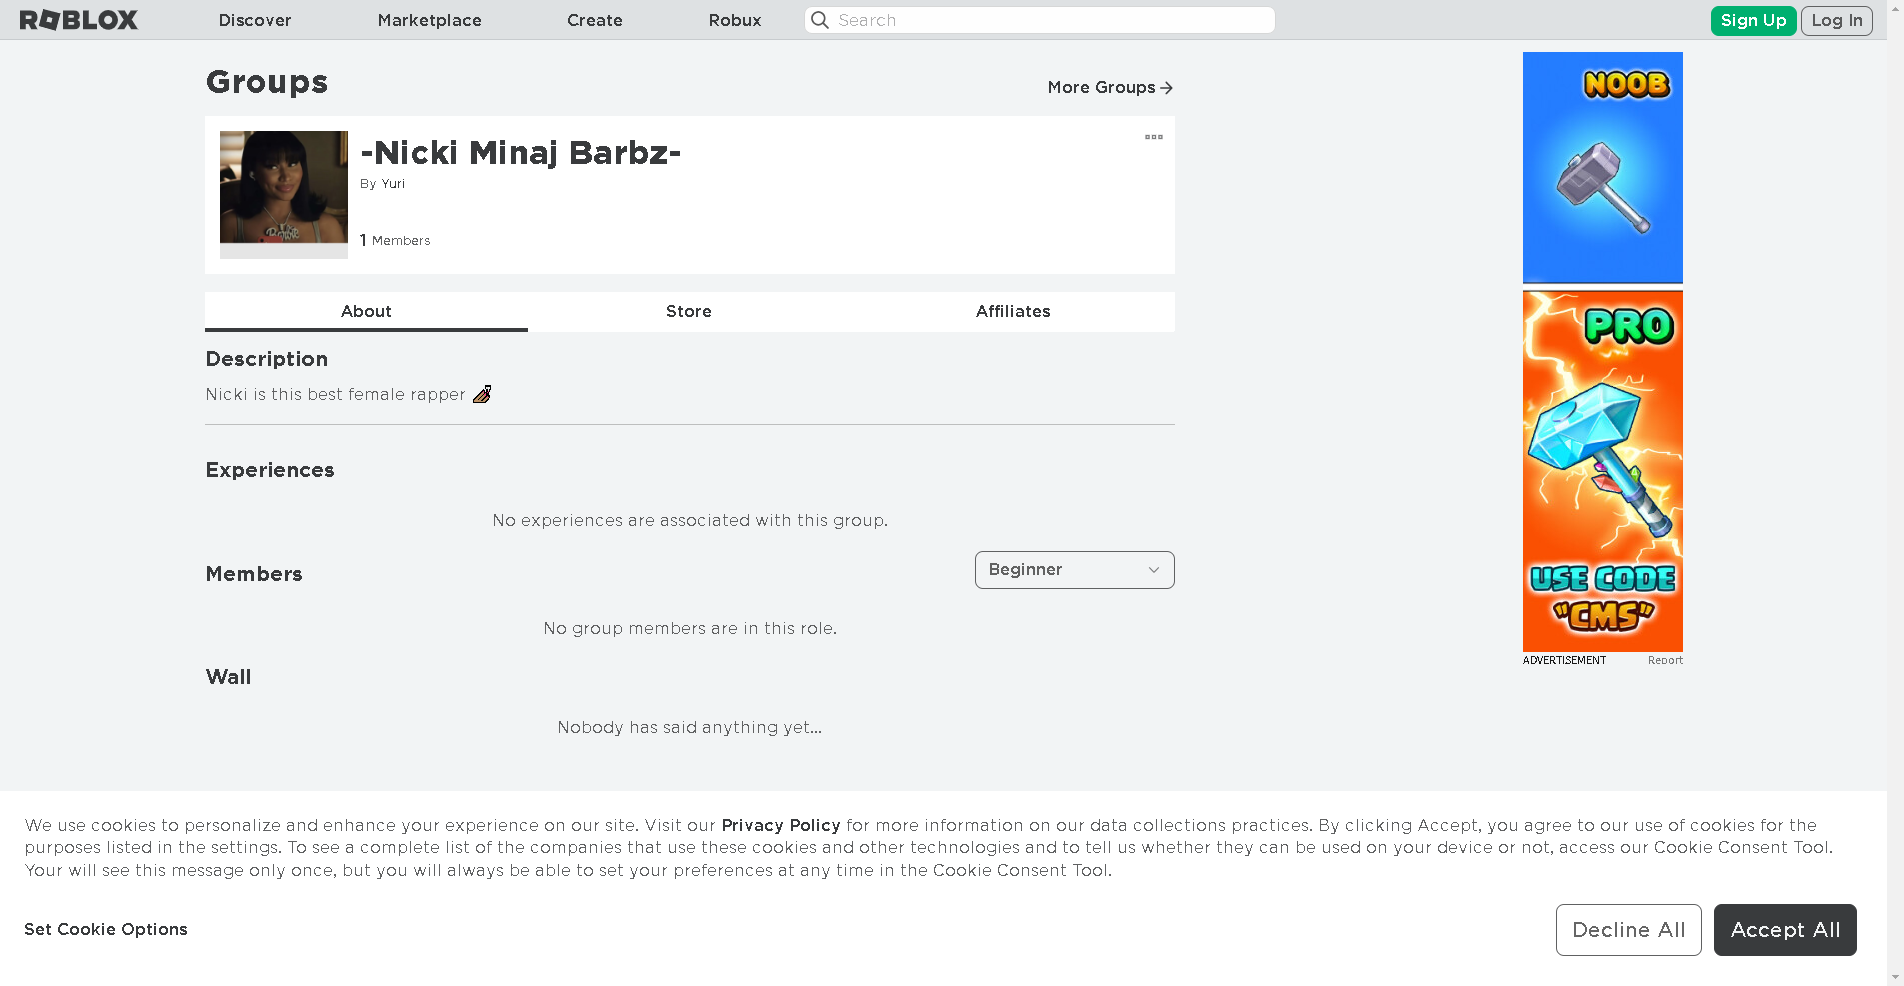 ROBLOX Discover Marketplace Create Robux Search Sign Up Log In
Groups
More Groups
-Nicki Minaj Barbz-
By Yuri
1 Members
Barbie
About Store Affiliates
Description
Nicki is this best female rapper 💅🏾
Experiences
No experiences are associated with this group.
Members
Beginner
No group members are in this role.
Wall
Nobody has said anything yet...
NOOB
PRO
USE CODE
"CMS"
ADVERTISEMENT Report
We use cookies to personalize and enhance your experience on our site. Visit our Privacy Policy for more information on our data collections practices. By clicking Accept, you agree to our use of cookies for the
purposes listed in the settings. To see a complete list of the companies that use these cookies and other technologies and to tell us whether they can be used on your device or not, access our Cookie Consent Tool.
Your will see this message only once, but you will always be able to set your preferences at any time in the Cookie Consent Tool.
Set Cookie Options
Decline All
Accept All